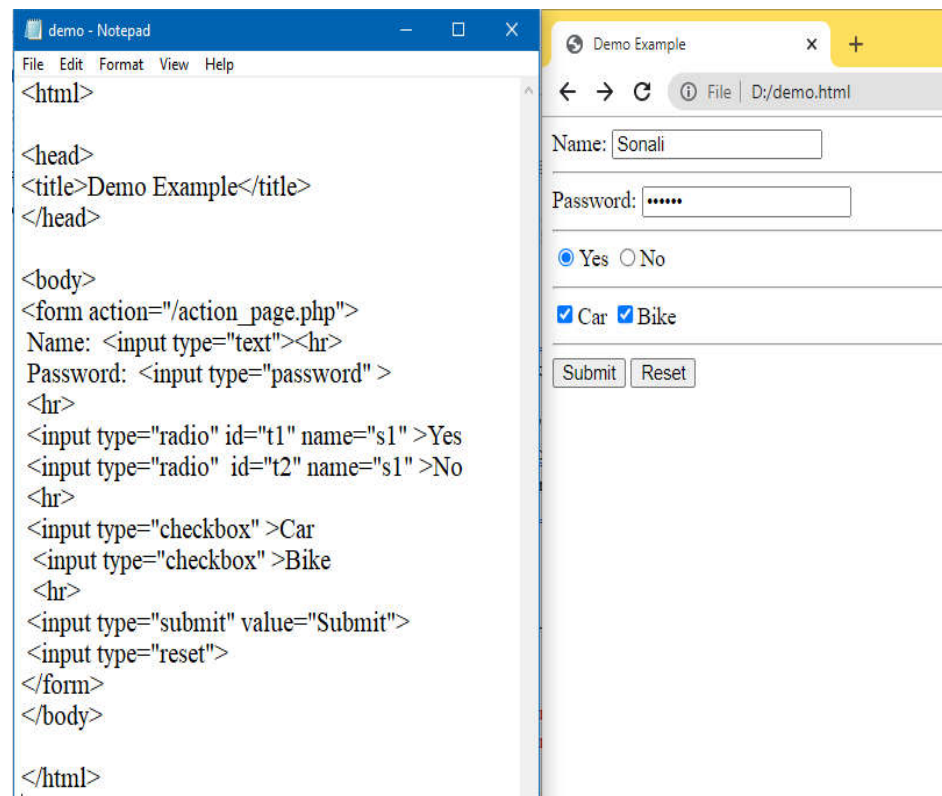 demo - Notepad
File Edit Format View Help
<html>
<head>
<title>Demo Example</title>
</head>
<body>
<form action="/action_page.php">
Name: <input type="text"><hr>
Password: <input type="password" >
<hr>
<input type="radio" id="t1" name="s1" >Yes
<input type="radio" id="t2" name="s1" >No
<hr>
<input type="checkbox" >Car
<input type="checkbox" >Bike
<hr>
<input type="submit" value="Submit">
<input type="reset">
</form>
</body>
</html>
Demo Example
File D:/demo.html
Name: Sonali
Password: ••••••
Yes No
Car Bike
Submit Reset